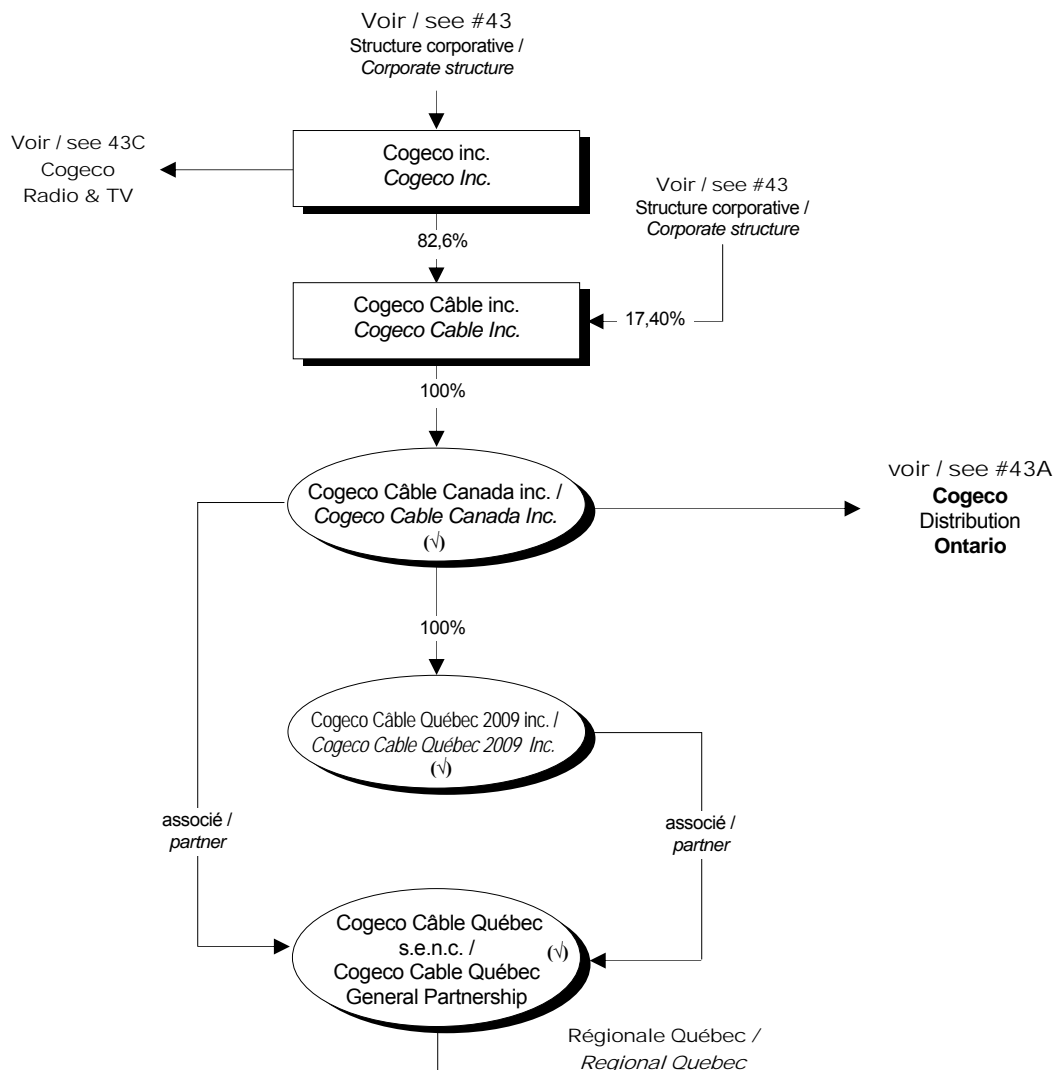 Voir / see #43
Structure corporative /
Corporate structure
Voir / see 43C
Cogeco
Radio & TV
Cogeco inc.
Cogeco Inc.
Voir / see #43
Structure corporative /
Corporate structure
82,6%
Cogeco Câble inc.
Cogeco Cable Inc.
17,40%
100%
Cogeco Câble Canada inc. /
Cogeco Cable Canada Inc.
(√)
voir / see #43A
Cogeco
Distribution
Ontario
100%
Cogeco Câble Québec 2009 inc. /
Cogeco Cable Québec 2009 Inc.
(√)
associé /
partner
associé /
partner
Cogeco Câble Québec
s.e.n.c. /
(√)
Cogeco Cable Québec
General Partnership
Régionale Québec /
Regional Quebec